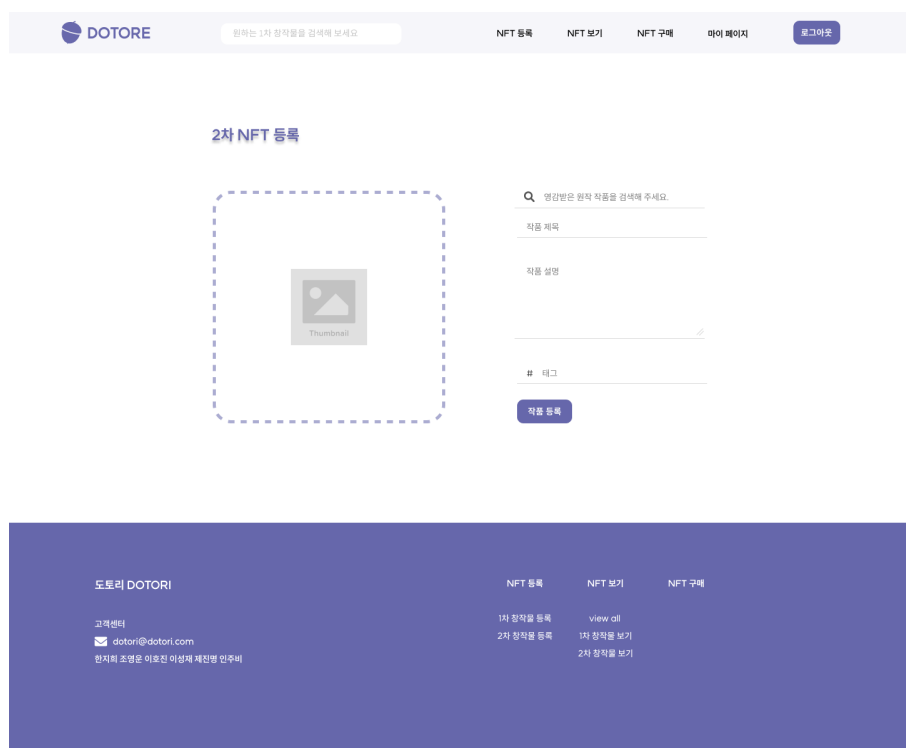 DOTORE
원하는 1차 창작물을 검색해 보세요
NFT 등록
NFT 보기
NFT 구매
마이 페이지
로그아웃
2차 NFT 등록
Thumbnail
영감받은 원작 작품을 검색해 주세요.
작품 제목
작품 설명
# 태그
작품 등록
도토리 DOTORI
고객센터
dotori@dotori.com
한지희 조영운 이호진 이성재 제진명 인주비
NFT 등록
1차 창작물 등록
2차 창작물 등록
NFT 보기
view all
1차 창작물 보기
2차 창작물 보기
NFT 구매